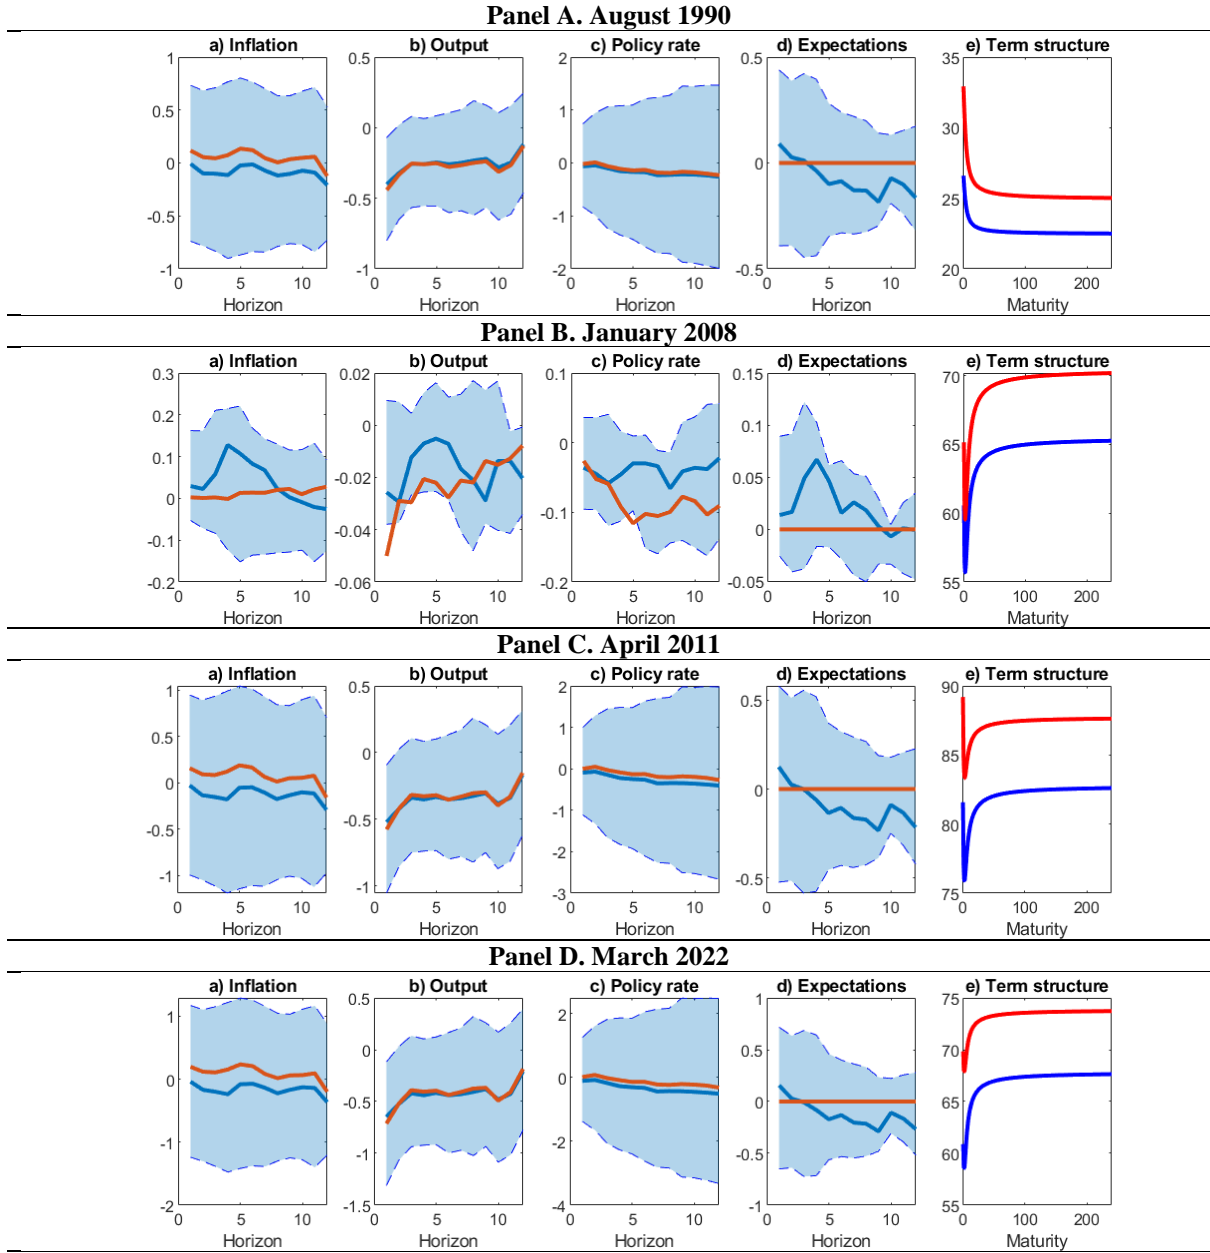 Panel A. August 1990
a) Inflation b) Output c) Policy rate d) Expectations e) Term structure
1 0.5 2 0.5 35
0.5 0 1 30
0 0 0
-0.5 -0.5 -1 25
-1 -1 -2 -0.5 20
0 5 10 0 5 10 0 5 10 0 5 10 0 100 200
Horizon Horizon Horizon Horizon Maturity
Panel B. January 2008
a) Inflation b) Output c) Policy rate d) Expectations e) Term structure
0.3 0.02 0.1 0.15 70
0.2 0 0.1
0.1 -0.02 0 0.05 65
0 -0.04 -0.1 0 60
-0.1
-0.2 -0.06 -0.2 -0.05 55
0 5 10 0 5 10 0 5 10 0 5 10 0 100 200
Horizon Horizon Horizon Horizon Maturity
Panel C. April 2011
a) Inflation b) Output c) Policy rate d) Expectations e) Term structure
1 0.5 2 0.5 90
0.5 0 1 85
0 0 0
-0.5 -0.5 -1 80
-1 -1 -2 -0.5
-3 75
0 5 10 0 5 10 0 5 10 0 5 10 0 100 200
Horizon Horizon Horizon Horizon Maturity
Panel D. March 2022
a) Inflation b) Output c) Policy rate d) Expectations e) Term structure
1 0.5 2 1 75
0 0 0.5 70
0 -0.5 0 65
-1 -1 -2 -0.5 60
-2 -1.5 -4 -1 55
0 5 10 0 5 10 0 5 10 0 5 10 0 100 200
Horizon Horizon Horizon Horizon Maturity